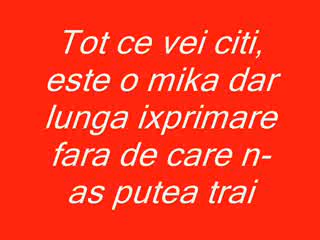 Tot ce vei citi,
este o mika dar
lunga ixprimare
fara de care n-
as putea trai